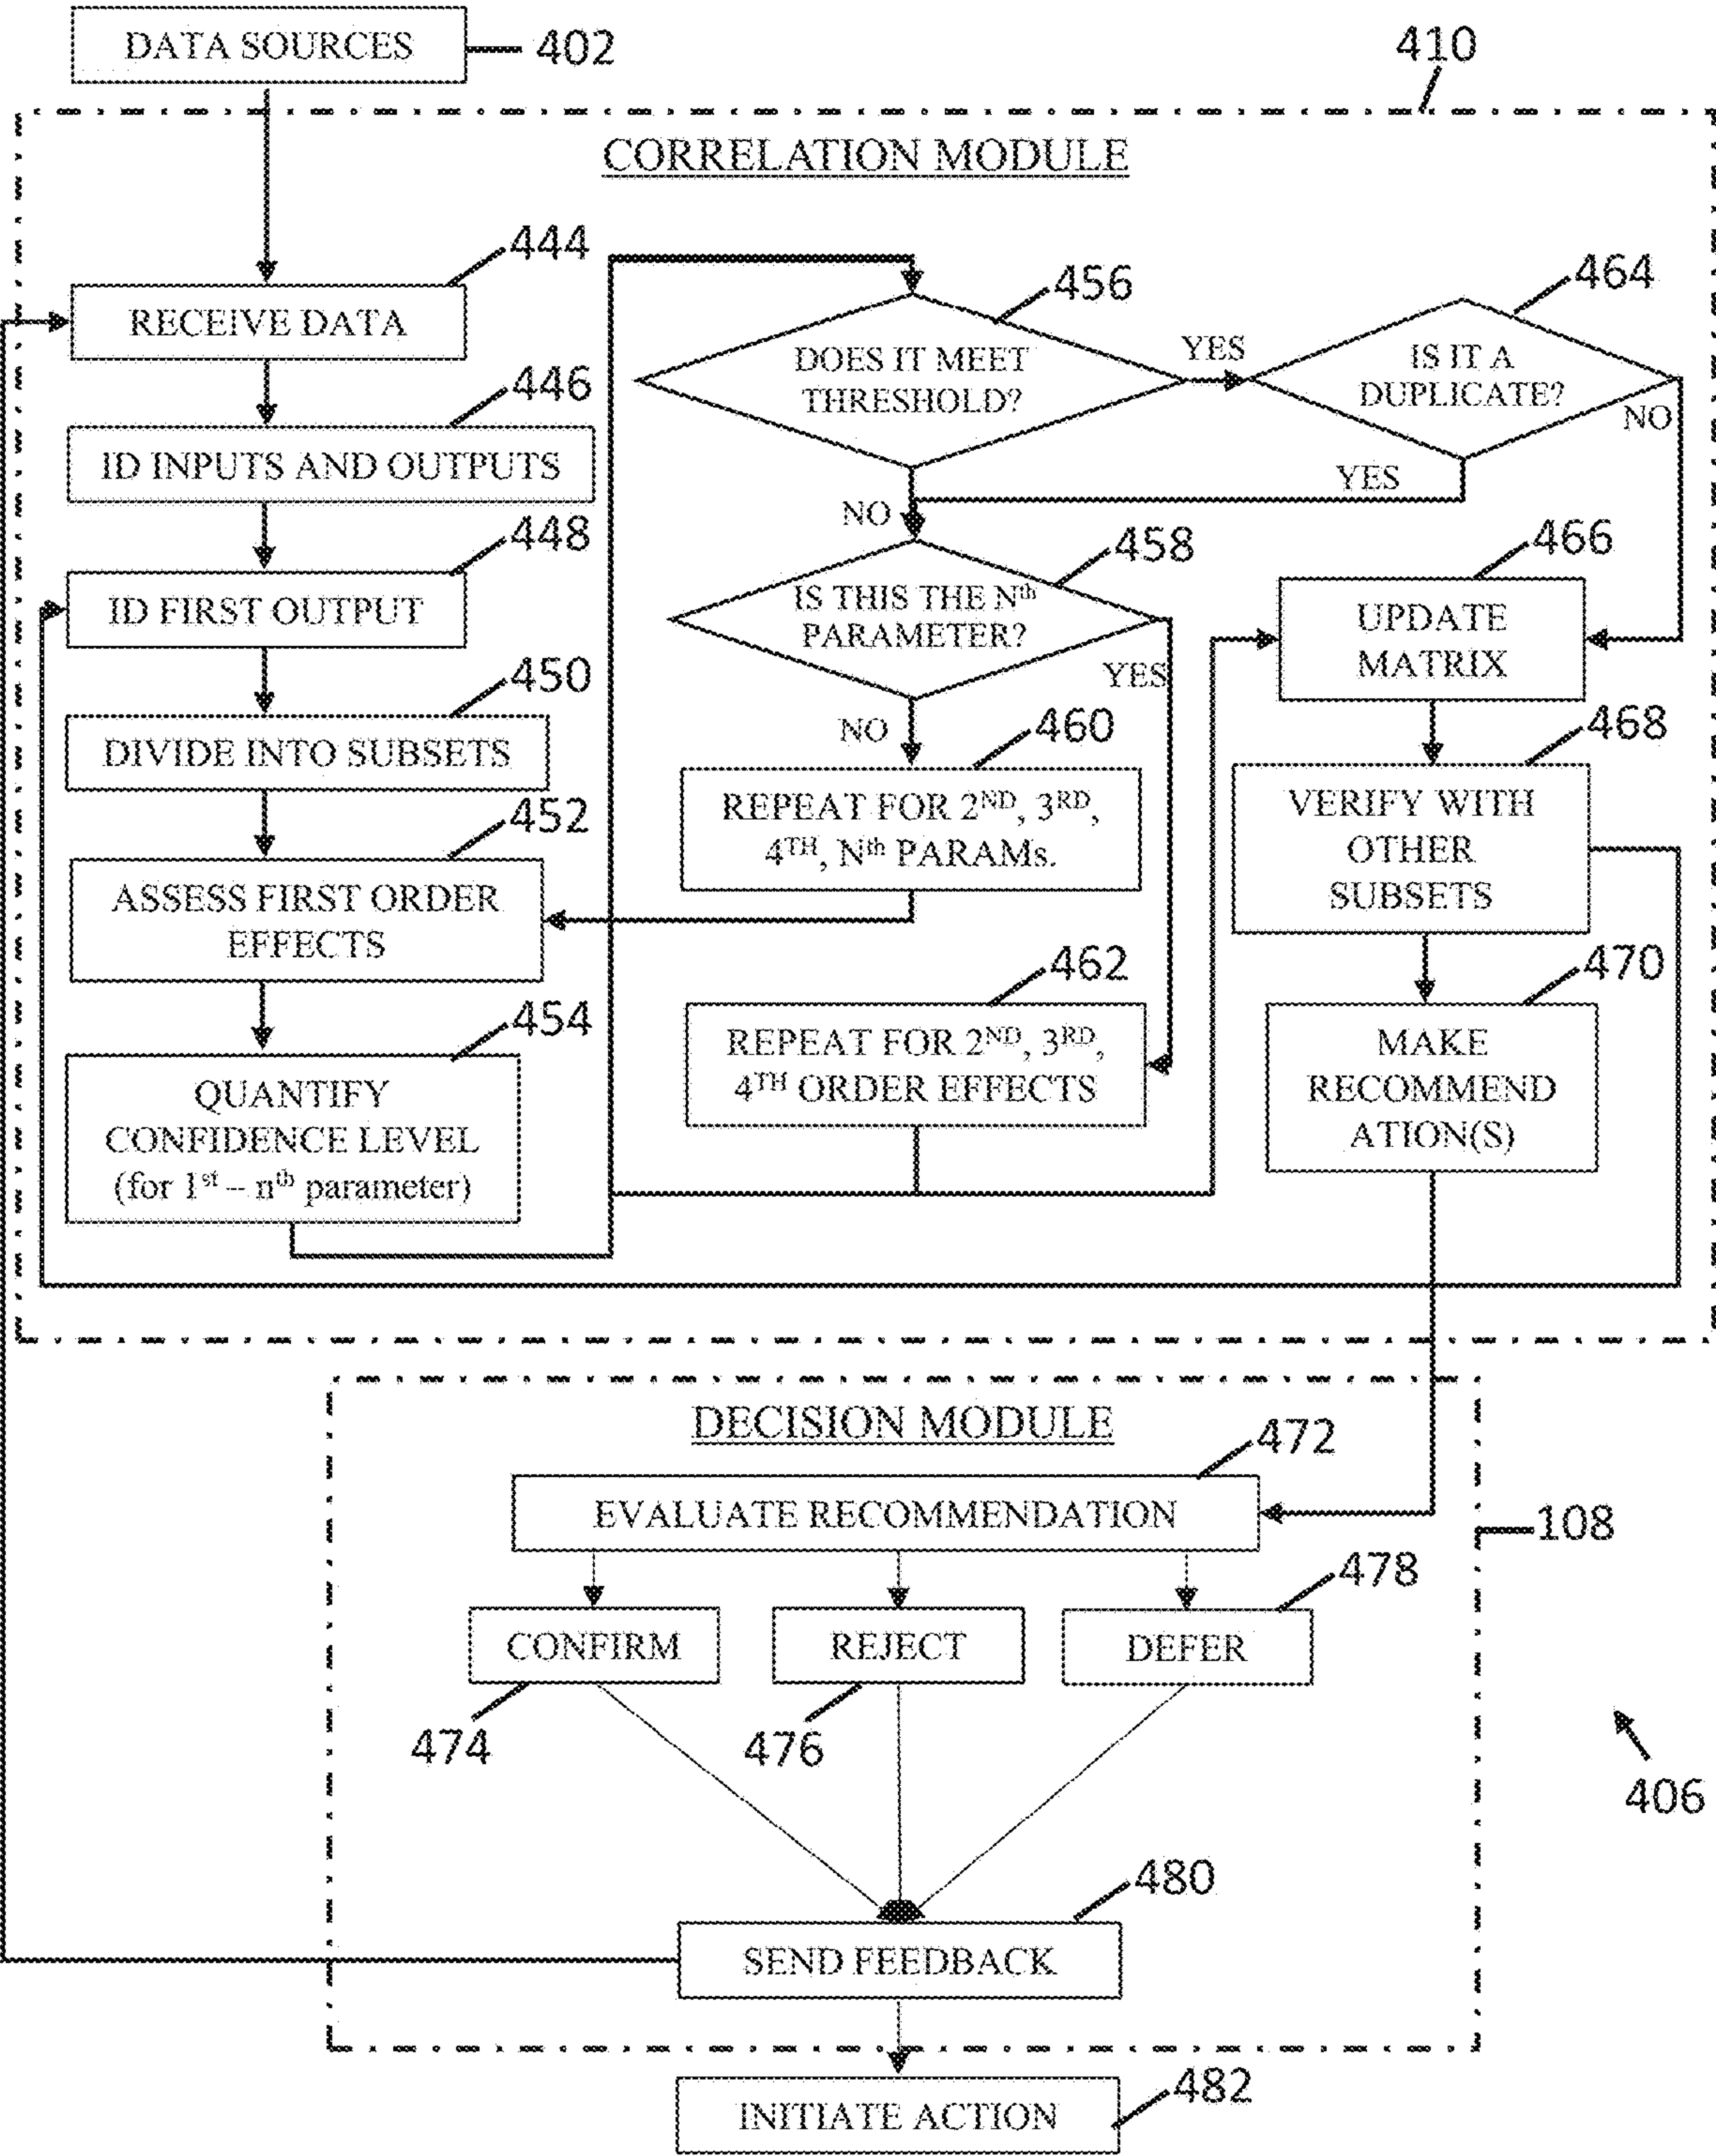 DATA SOURCES
402
410
CORRELATION MODULE
444
RECEIVE DATA
446
ID INPUTS AND OUTPUTS
448
ID FIRST OUTPUT
450
DIVIDE INTO SUBSETS
452
ASSESS FIRST ORDER
EFFECTS
454
QUANTIFY
CONFIDENCE LEVEL
(for 1st – nth parameter)
456
DOES IT MEET
THRESHOLD?
YES
NO
464
IS IT A
DUPLICATE?
NO
YES
458
IS THIS THE Nth
PARAMETER?
YES
NO
460
REPEAT FOR 2ND, 3RD,
4TH, Nth PARAMs.
462
REPEAT FOR 2ND, 3RD,
4TH ORDER EFFECTS
466
UPDATE
MATRIX
468
VERIFY WITH
OTHER
SUBSETS
470
MAKE
RECOMMEND
ATION(S)
DECISION MODULE
472
EVALUATE RECOMMENDATION
108
478
CONFIRM
REJECT
DEFER
474
476
406
480
SEND FEEDBACK
482
INITIATE ACTION